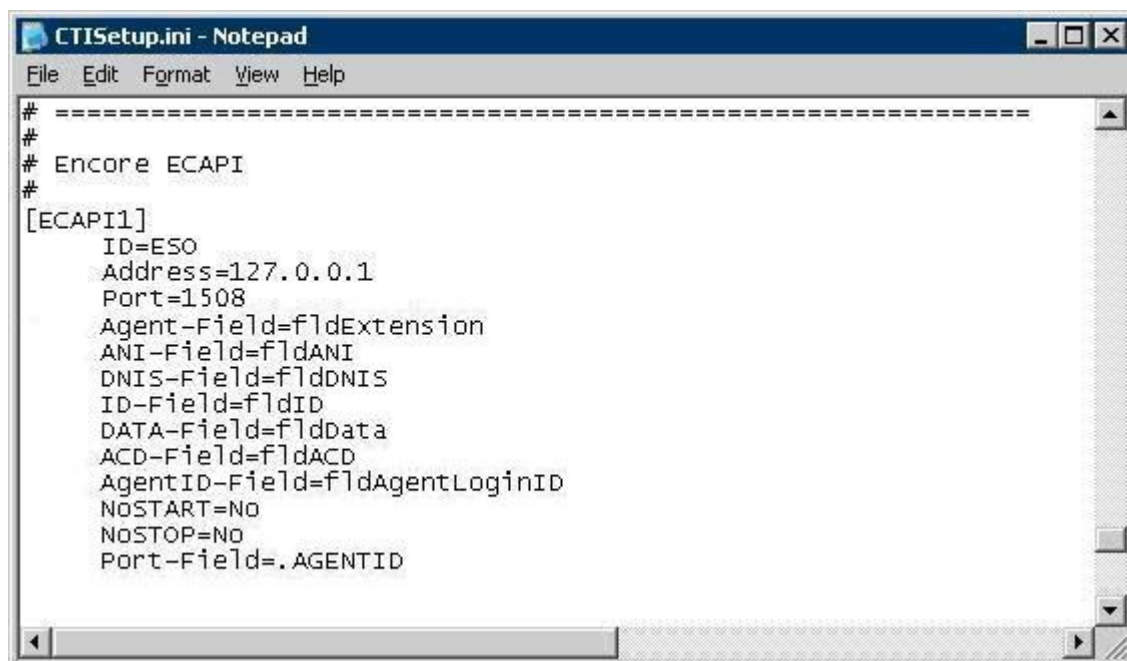 CTISetup.ini - Notepad
File Edit Format View Help
# ============================================================
#
# Encore ECAPI
#
[ECAPI1]
ID=ESO
Address=127.0.0.1
Port=1508
Agent-Field=fldExtension
ANI-Field=fldANI
DNIS-Field=fldDNIS
ID-Field=fldID
DATA-Field=fldData
ACD-Field=fldACD
AgentID-Field=fldAgentLoginID
NoSTART=No
NoSTOP=No
Port-Field=.AGENTID